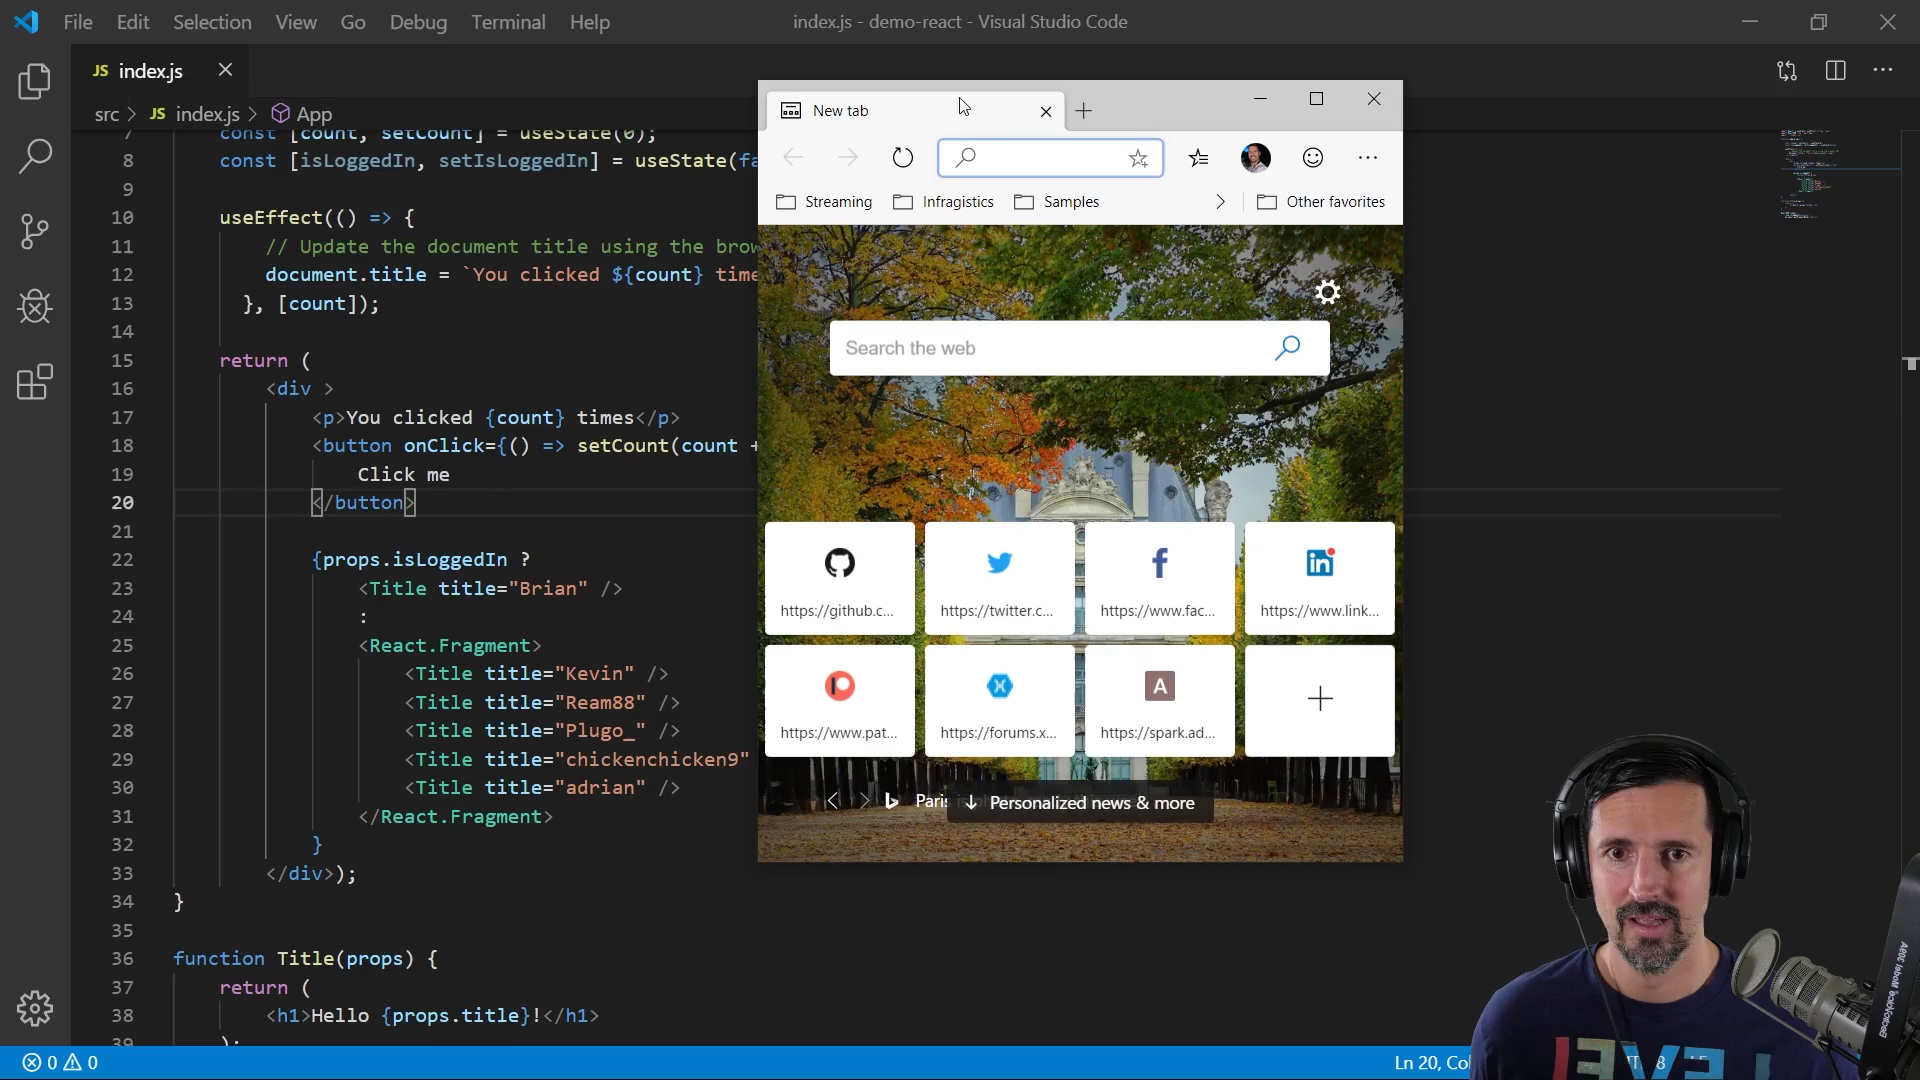 File Edit Selection View Go Debug Terminal Help
index.js - demo-react - Visual Studio Code
JS index.js
src > JS index.js > App
7 const [count, setCount] = useState(0);
8 const [isLoggedIn, setIsLoggedIn] = useState(fa
9
10 useEffect(() => {
11 // Update the document title using the brow
12 document.title = `You clicked ${count} time
13 }, [count]);
14
15 return (
16 <div >
17 <p>You clicked {count} times</p>
18 <button onClick={() => setCount(count +
19 Click me
20 </button>
21
22 {props.isLoggedIn ?
23 <Title title="Brian" />
24 :
25 <React.Fragment>
26 <Title title="Kevin" />
27 <Title title="Ream88" />
28 <Title title="Plugo_" />
29 <Title title="chickenchicken9"
30 <Title title="adrian" />
31 </React.Fragment>
32 }
33 </div>);
34 }
35
36 function Title(props) {
37 return (
38 <h1>Hello {props.title}!</h1>
39 );
0 0
Ln 20, Col
New tab
Streaming Infragistics Samples Other favorites
Search the web
https://github.c... https://twitter.c... https://www.fac... https://www.link...
https://www.pat... https://forums.x... https://spark.ad...
Paris
Personalized news & more
LEVEL